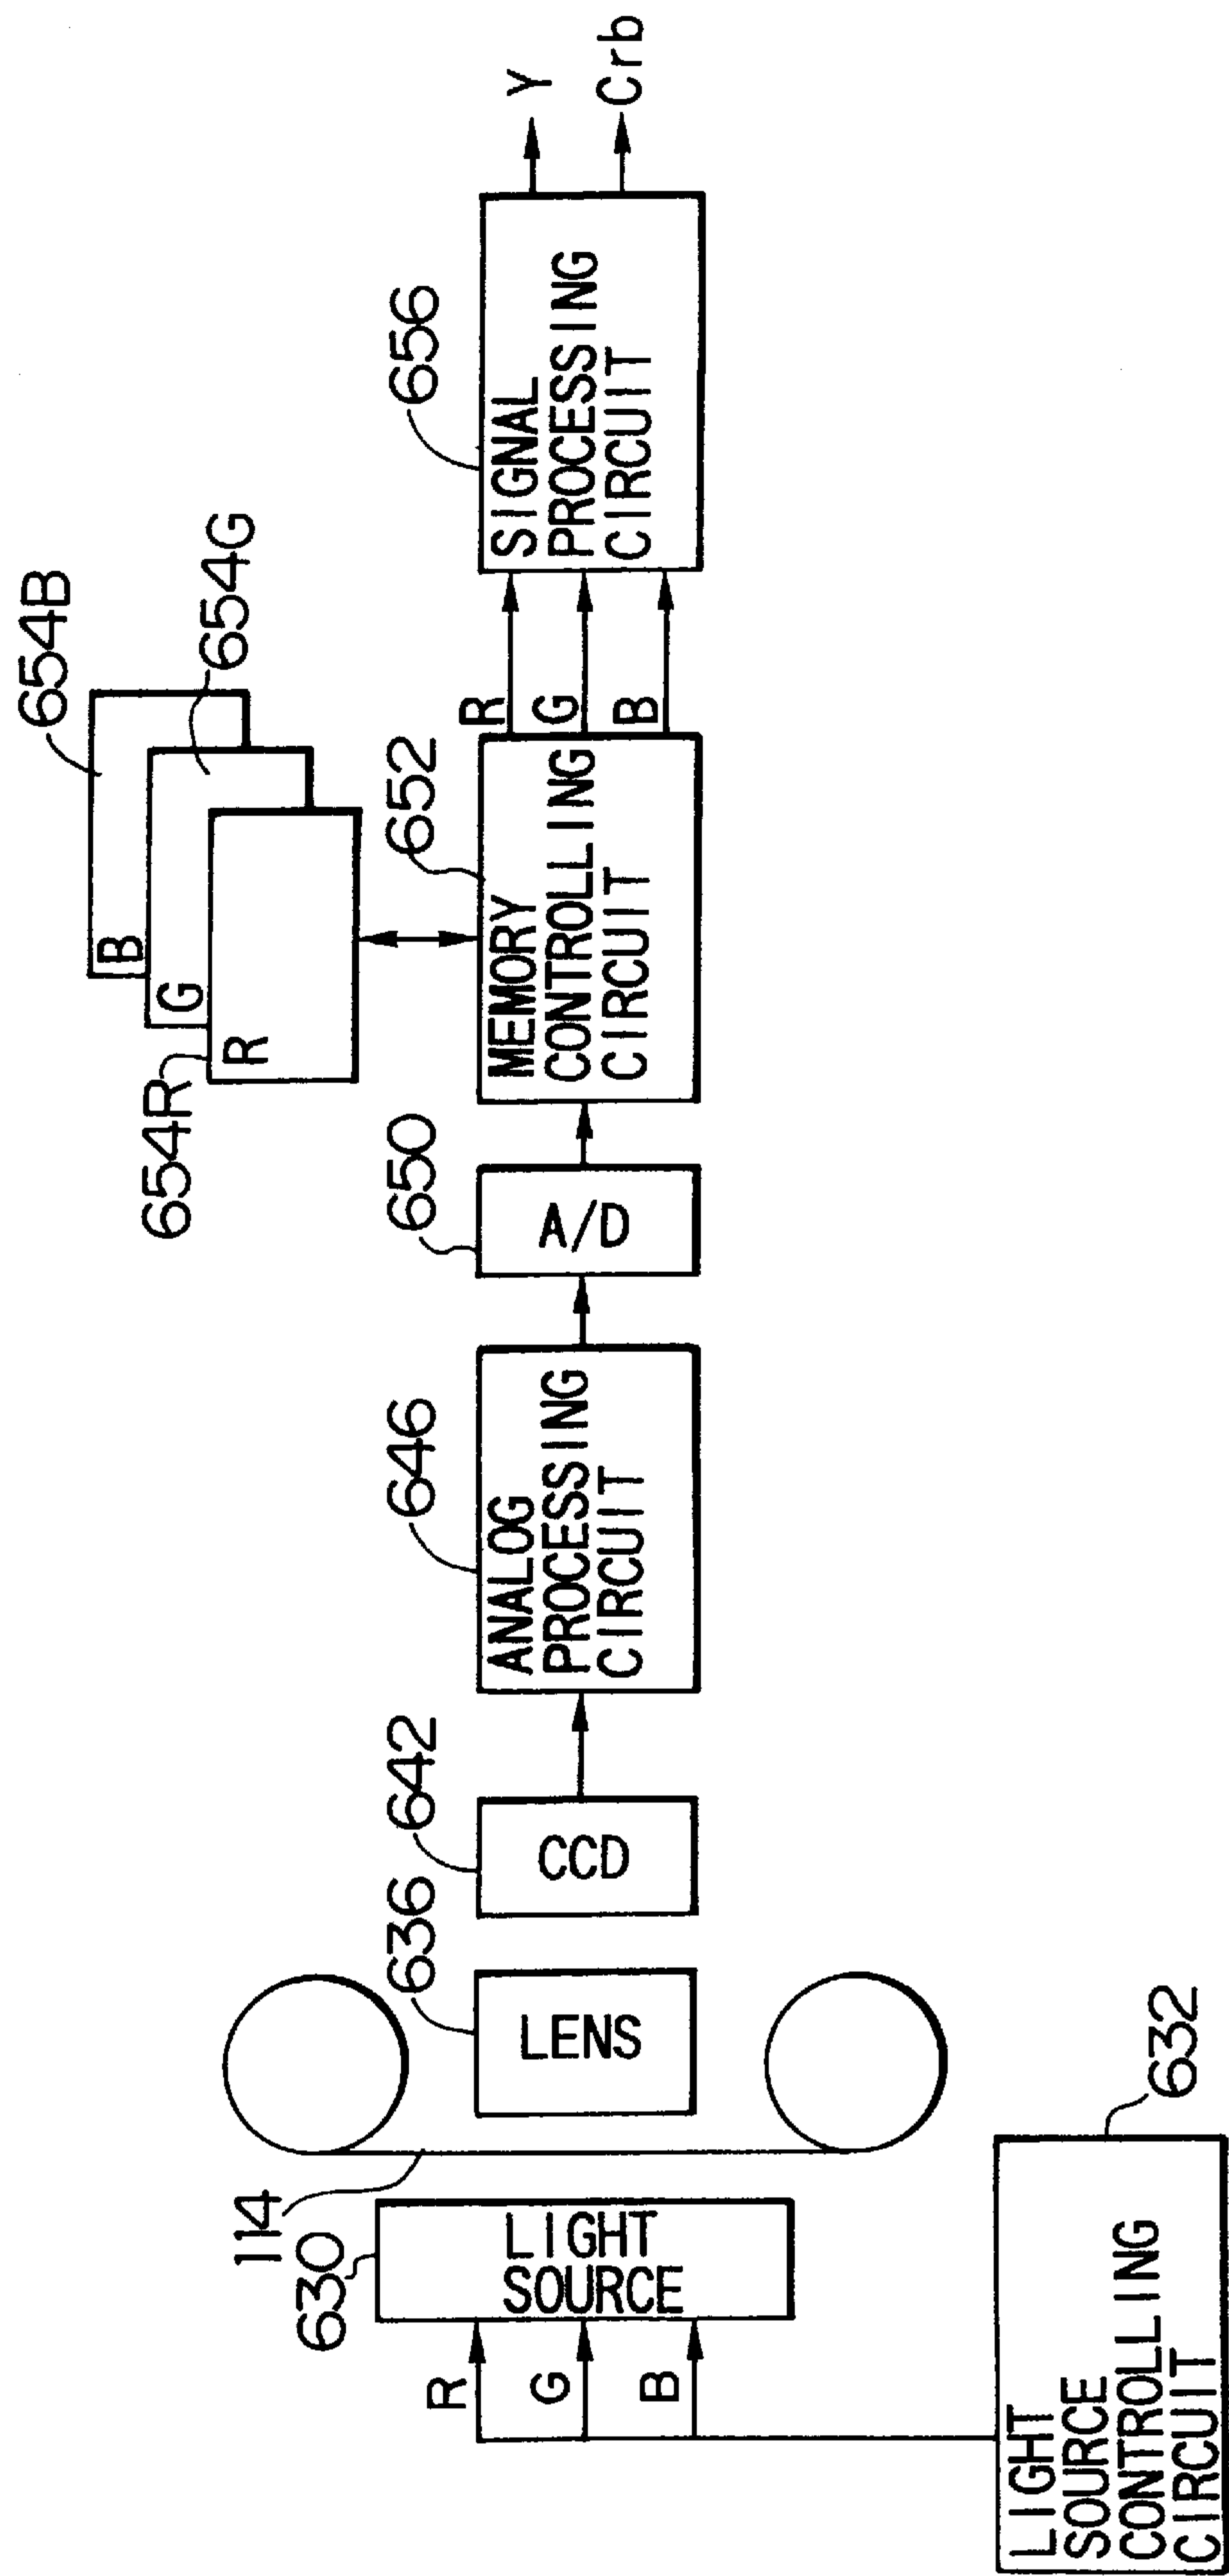 654B
654G
654R
B
G
R
114
630
636
642
646
650
652
656
LIGHT
SOURCE
LENS
CCD
ANALOG
PROCESSING
CIRCUIT
A/D
MEMORY
CONTROLLING
CIRCUIT
R
G
B
SIGNAL
PROCESSING
CIRCUIT
Y
Crb
R
G
B
LIGHT
SOURCE
CONTROLLING
CIRCUIT
632